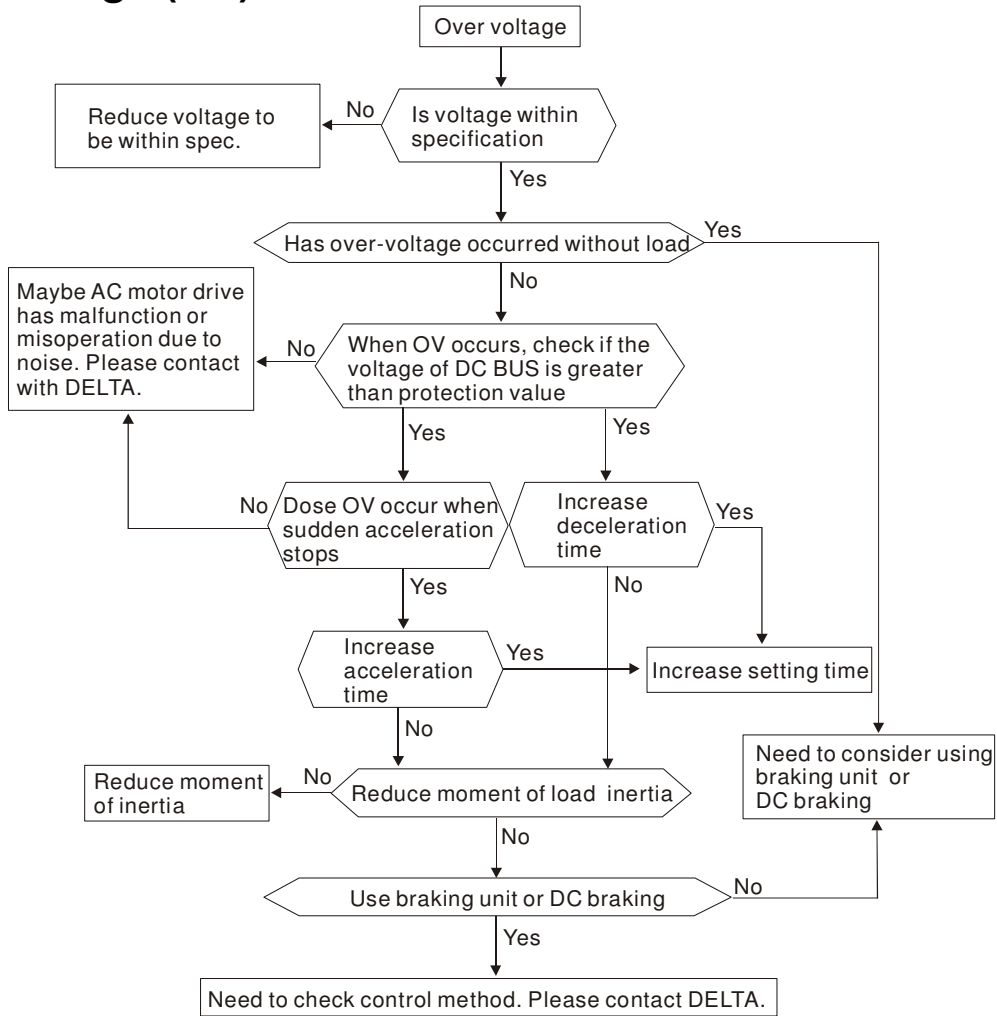 Over voltage
Reduce voltage to
be within spec.
No
Is voltage within
specification
Yes
Has over-voltage occurred without load
Yes
No
Maybe AC motor drive
has malfunction or
misoperation due to
noise. Please contact
with DELTA.
No
When OV occurs, check if the
voltage of DC BUS is greater
than protection value
Yes
Yes
No
Dose OV occur when
sudden acceleration
stops
Increase
deceleration
time
Yes
Yes
No
Increase
acceleration
time
Yes
Increase setting time
No
Need to consider using
braking unit or
DC braking
Reduce moment
of inertia
No
Reduce moment of load inertia
No
Use braking unit or DC braking
No
Yes
Need to check control method. Please contact DELTA.